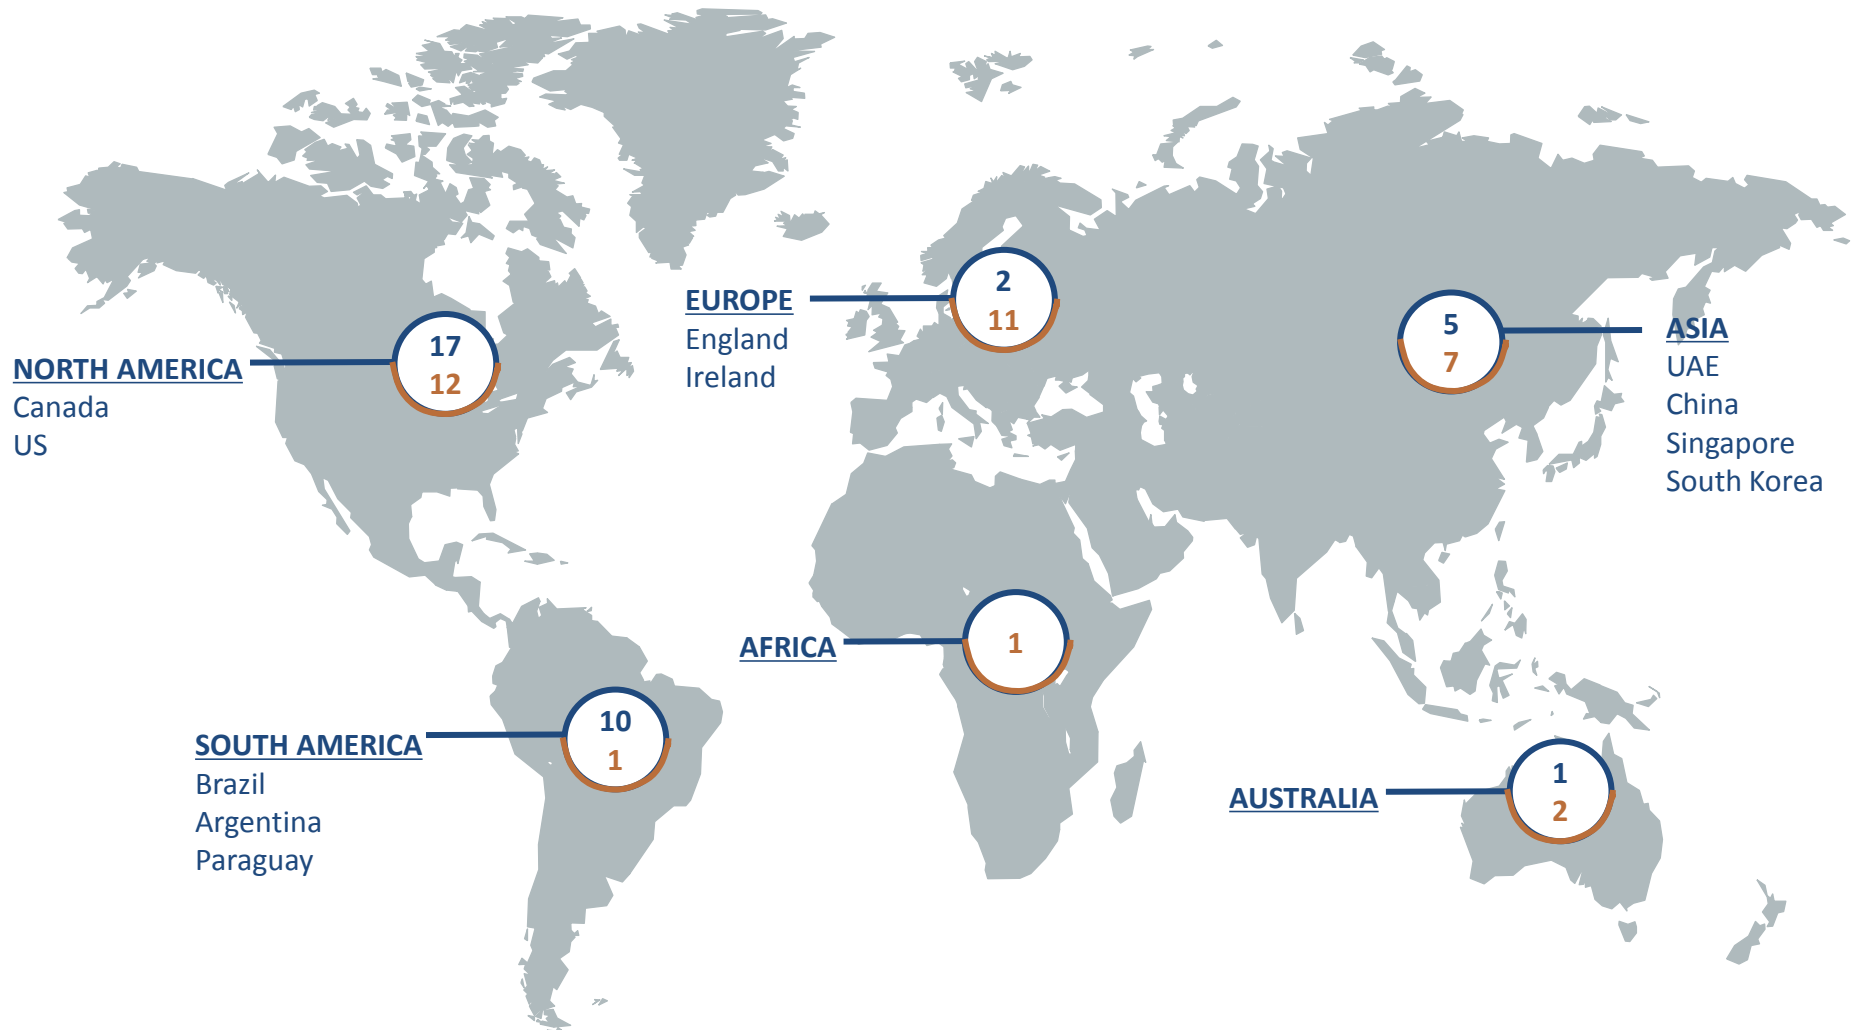 NORTH AMERICA
Canada
US
17
12
EUROPE
England
Ireland
2
11
5
7
ASIA
UAE
China
Singapore
South Korea
AFRICA
1
SOUTH AMERICA
Brazil
Argentina
Paraguay
10
1
AUSTRALIA
1
2